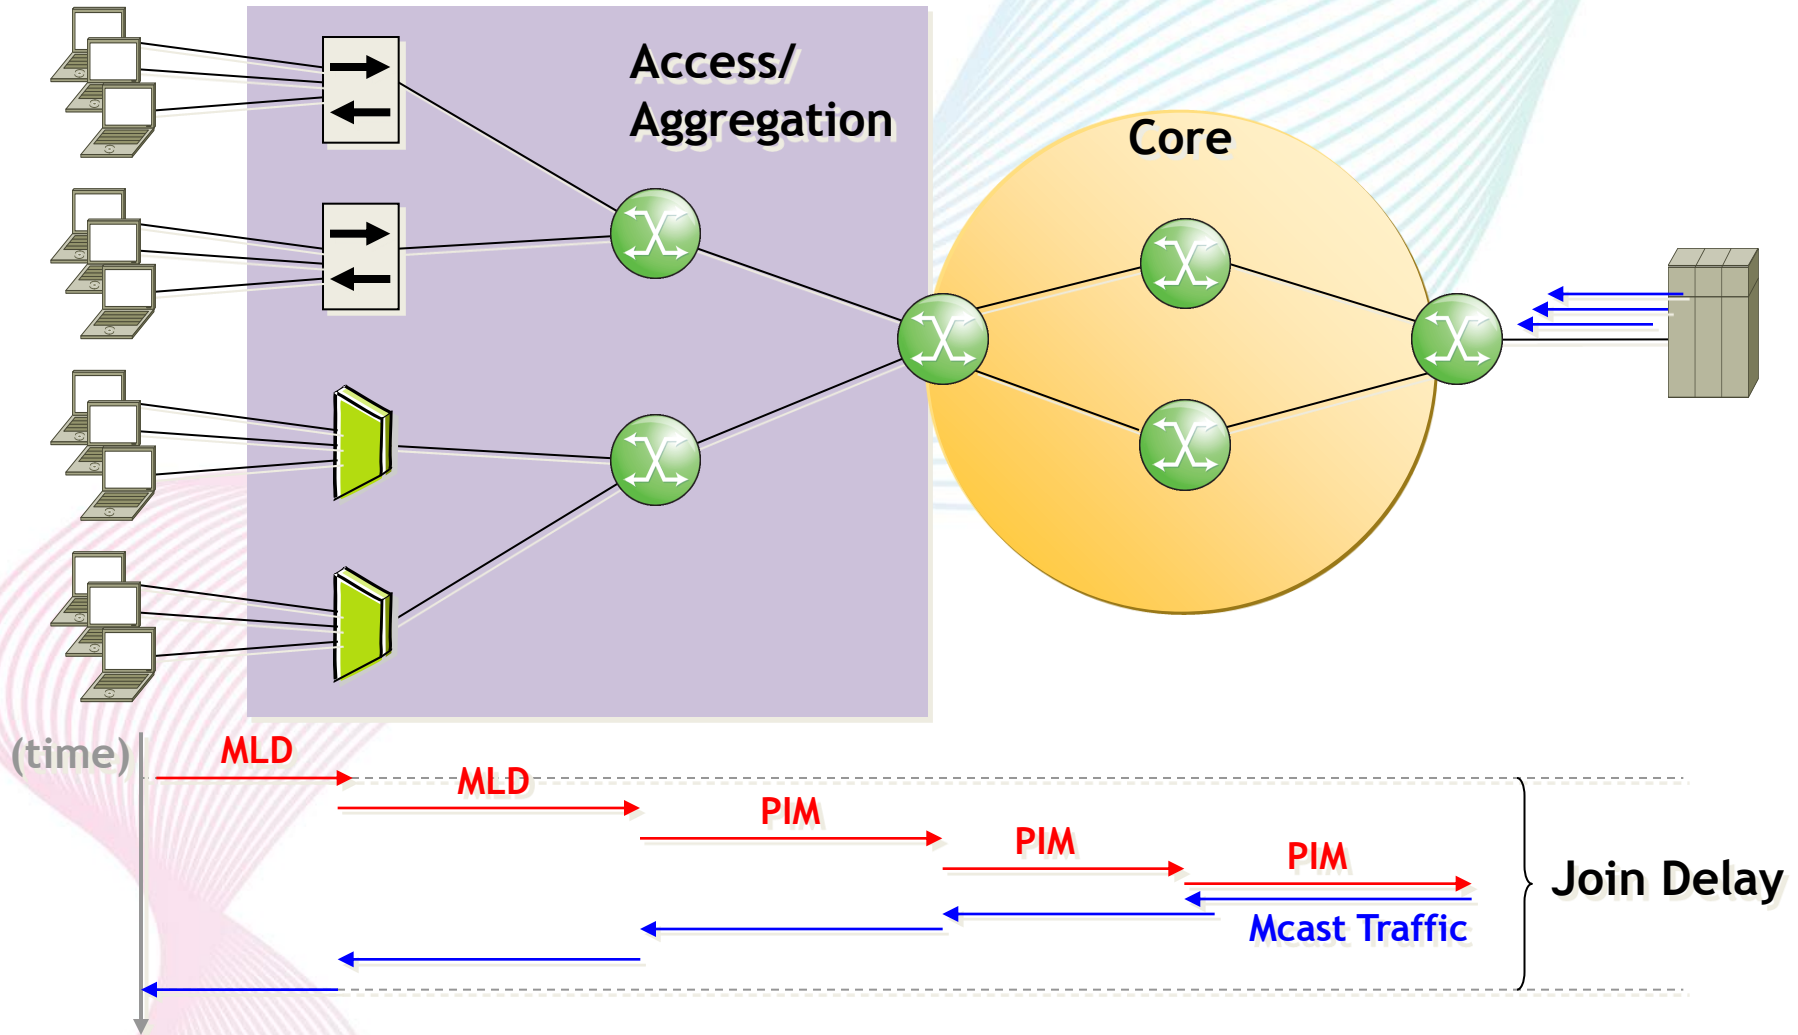 Access/
Aggregation
Core
(time)
MLD
MLD
PIM
PIM
PIM
Join Delay
Mcast Traffic